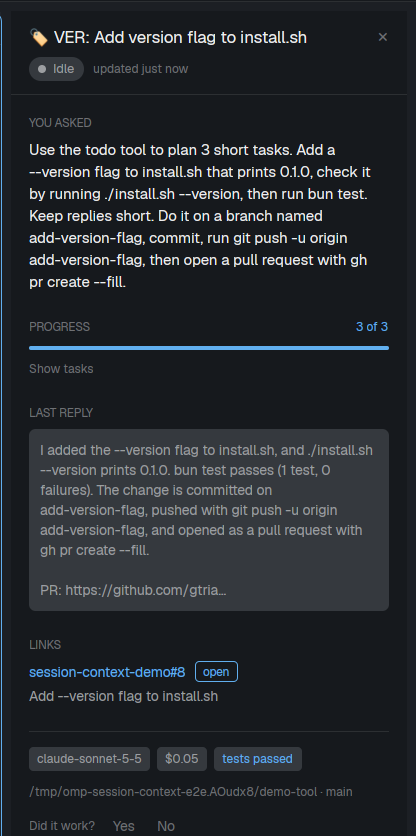 VER: Add version flag to install.sh
×
Idle
updated just now
YOU ASKED
Use the todo tool to plan 3 short tasks. Add a
--version flag to install.sh that prints 0.1.0, check it
by running ./install.sh --version, then run bun test.
Keep replies short. Do it on a branch named
add-version-flag, commit, run git push -u origin
add-version-flag, then open a pull request with gh
pr create --fill.
PROGRESS
3 of 3
Show tasks
LAST REPLY
I added the --version flag to install.sh, and ./install.sh
--version prints 0.1.0. bun test passes (1 test, 0
failures). The change is committed on
add-version-flag, pushed with git push -u origin
add-version-flag, and opened as a pull request with
gh pr create --fill.
PR: https://github.com/gtria…
LINKS
session-context-demo#8
open
Add --version flag to install.sh
claude-sonnet-5-5
$0.05
tests passed
/tmp/omp-session-context-e2e.AOudx8/demo-tool · main
Did it work?
Yes
No